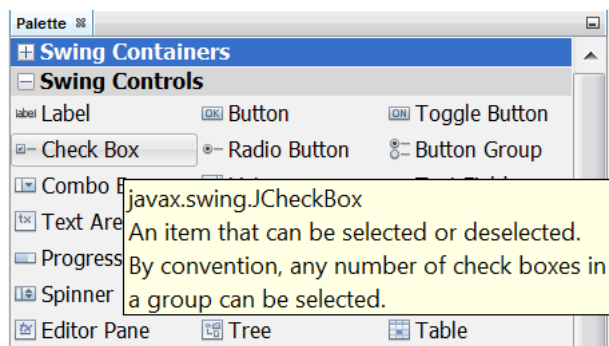 Palette
Swing Containers
Swing Controls
label Label
OK Button
ON Toggle Button
Check Box
Radio Button
Button Group
Combo
javax.swing.JCheckBox
An item that can be selected or deselected.
By convention, any number of check boxes in
a group can be selected.
tx Text Are
Progress
Spinner
Editor Pane
Tree
Table